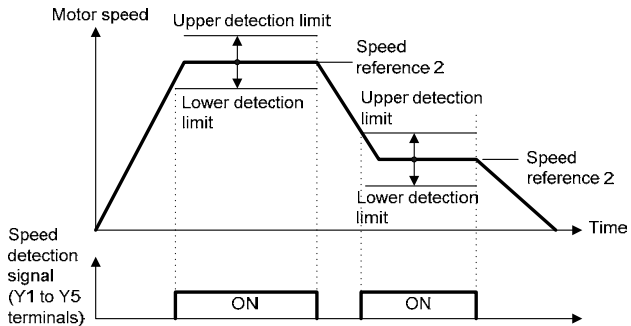 Motor speed
Upper detection limit
Speed
reference 2
Lower detection
limit
Upper detection
limit
Speed
reference 2
Lower detection
limit
Time
Speed
detection
signal
(Y1 to Y5
terminals)
ON
ON